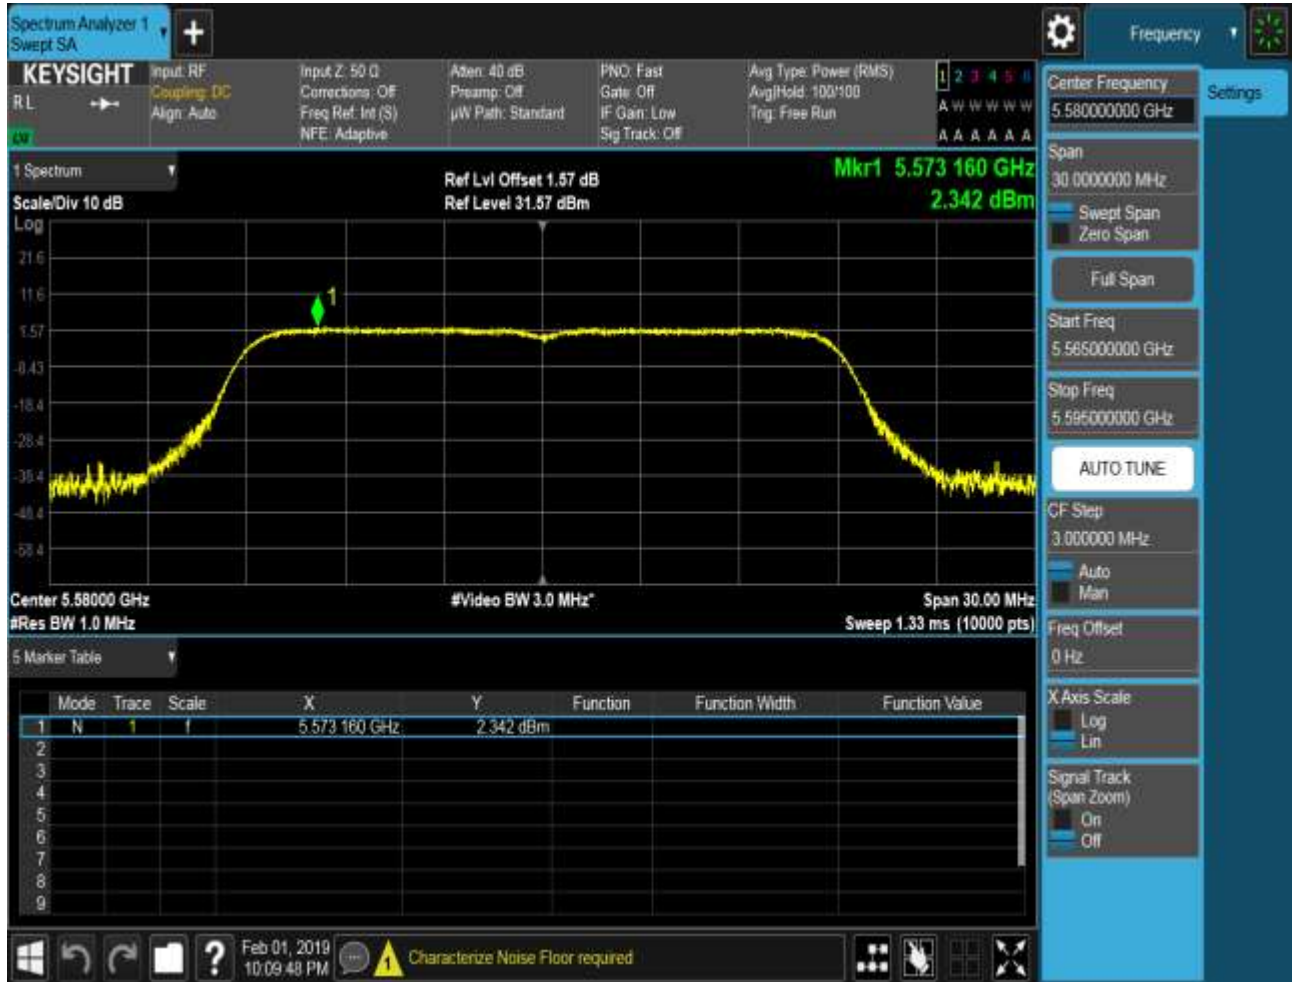 Spectrum Analyzer 1
Swept SA
Frequency
KEYSIGHT
RL
Input: RF
Coupling: DC
Align: Auto
Input Z: 50 Ω
Corrections: Off
Freq Ref: Int (S)
NFE: Adaptive
Atten: 40 dB
Preamp: Off
µW Path: Standard
PNO: Fast
Gate: Off
IF Gain: Low
Sig Track: Off
Avg Type: Power (RMS)
Avg|Hold: 100/100
Trig: Free Run
1 2 3 4 5 6
A W W W W W
A A A A A A
1 Spectrum
Scale/Div 10 dB
Ref Lvl Offset 1.57 dB
Ref Level 31.57 dBm
Mkr1 5.573 160 GHz
2.342 dBm
Log
21.6
11.6
1.57
-8.43
-18.4
-28.4
-38.4
-48.4
-58.4
1
Center 5.58000 GHz
#Res BW 1.0 MHz
#Video BW 3.0 MHz*
Span 30.00 MHz
Sweep 1.33 ms (10000 pts)
5 Marker Table
Mode Trace Scale X Y Function Function Width Function Value
1 N 1 f 5.573 160 GHz 2.342 dBm
2
3
4
5
6
7
8
9
Feb 01, 2019
10:09:48 PM
Characterize Noise Floor required
Settings
Center Frequency
5.580000000 GHz
Span
30.0000000 MHz
Swept Span
Zero Span
Full Span
Start Freq
5.565000000 GHz
Stop Freq
5.595000000 GHz
AUTO TUNE
CF Step
3.000000 MHz
Auto
Man
Freq Offset
0 Hz
X Axis Scale
Log
Lin
Signal Track
(Span Zoom)
On
Off